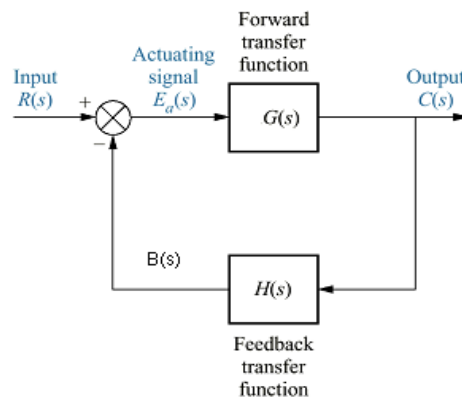 Forward
transfer
function
Input
R(s)
Actuating
signal
E_a(s)
Output
C(s)
+
−
G(s)
B(s)
H(s)
Feedback
transfer
function